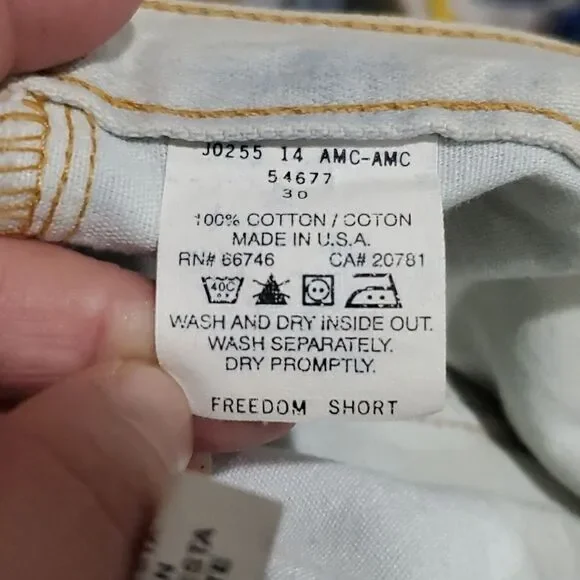 J0255 14 AMC-AMC
54677
30
100% COTTON / COTON
MADE IN U.S.A.
RN# 66746 CA# 20781
40C
WASH AND DRY INSIDE OUT.
WASH SEPARATELY.
DRY PROMPTLY.
FREEDOM SHORT